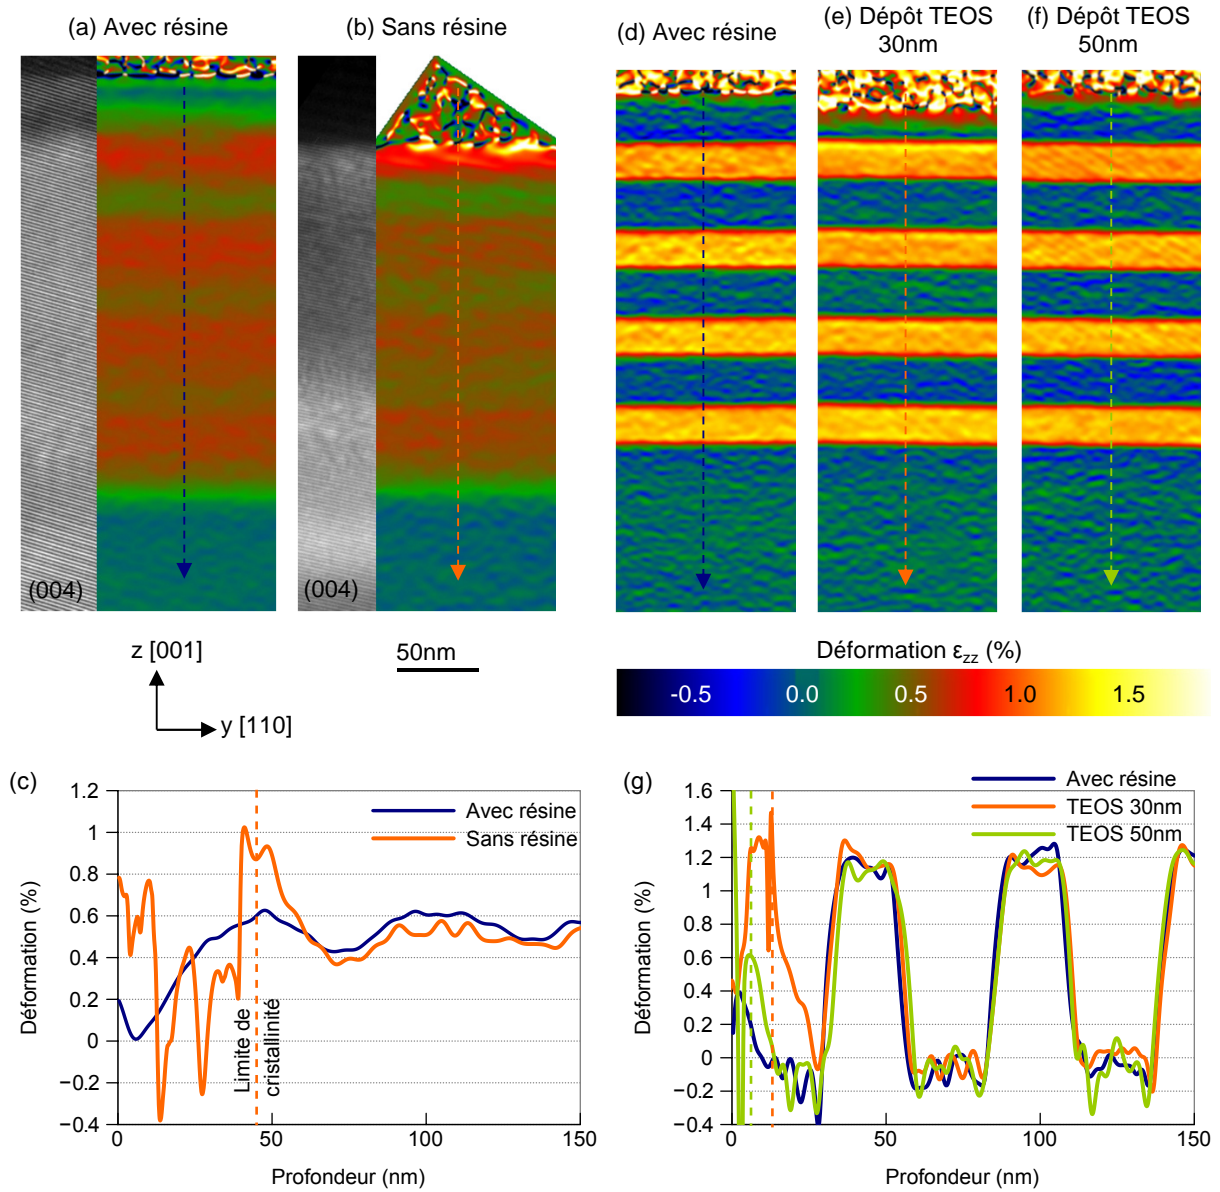 (a) Avec résine
(b) Sans résine
(d) Avec résine
(e) Dépôt TEOS
30nm
(f) Dépôt TEOS
50nm
(004)
(004)
z [001]
y [110]
50nm
Déformation εzz (%)
-0.5 0.0 0.5 1.0 1.5
(c)
Déformation (%)
1.2
1
0.8
0.6
0.4
0.2
0
−0.2
−0.4
Avec résine
Sans résine
Limite de
cristallinité
0 50 100 150
Profondeur (nm)
(g)
Déformation (%)
1.6
1.4
1.2
1
0.8
0.6
0.4
0.2
0
−0.2
−0.4
Avec résine
TEOS 30nm
TEOS 50nm
0 50 100 150
Profondeur (nm)